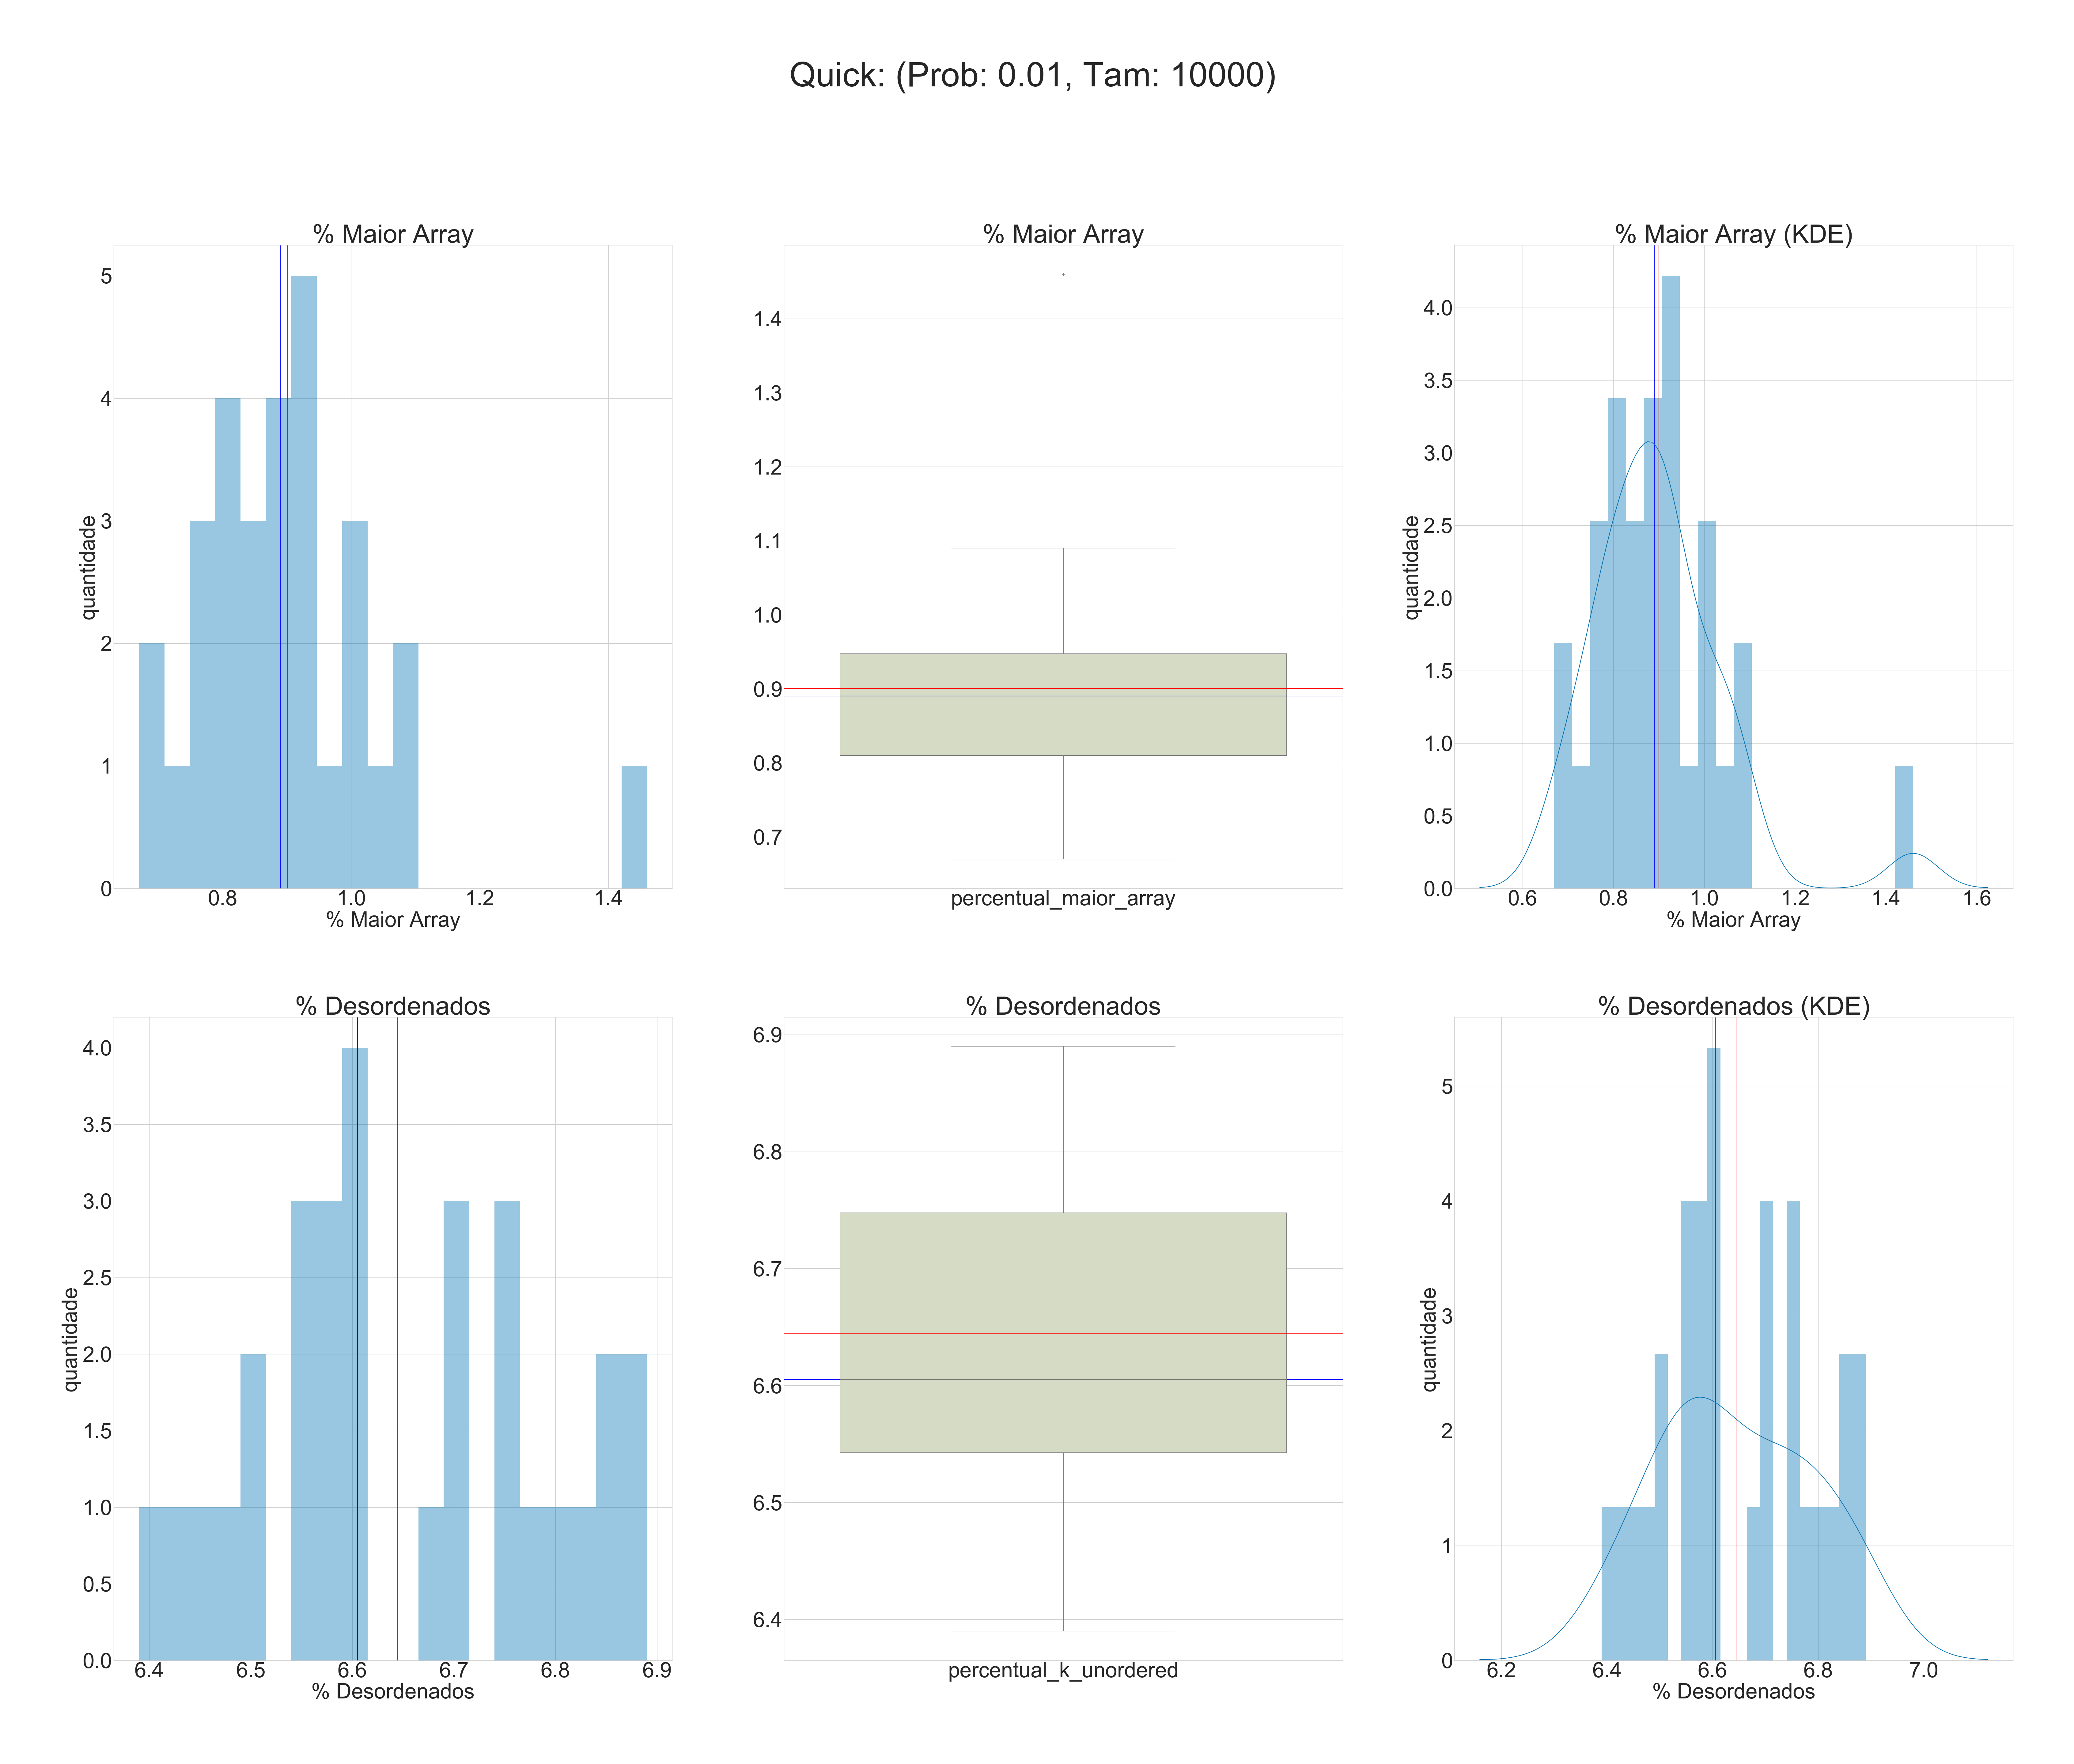 Quick: (Prob: 0.01, Tam: 10000)
% Maior Array
5
4
3
2
1
0
quantidade
0.8 1.0 1.2 1.4
% Maior Array
% Maior Array
1.4
1.3
1.2
1.1
1.0
0.9
0.8
0.7
percentual_maior_array
% Maior Array (KDE)
4.0
3.5
3.0
2.5
2.0
1.5
1.0
0.5
0.0
quantidade
0.6 0.8 1.0 1.2 1.4 1.6
% Maior Array
% Desordenados
4.0
3.5
3.0
2.5
2.0
1.5
1.0
0.5
0.0
quantidade
6.4 6.5 6.6 6.7 6.8 6.9
% Desordenados
% Desordenados
6.9
6.8
6.7
6.6
6.5
6.4
percentual_k_unordered
% Desordenados (KDE)
5
4
3
2
1
0
quantidade
6.2 6.4 6.6 6.8 7.0
% Desordenados